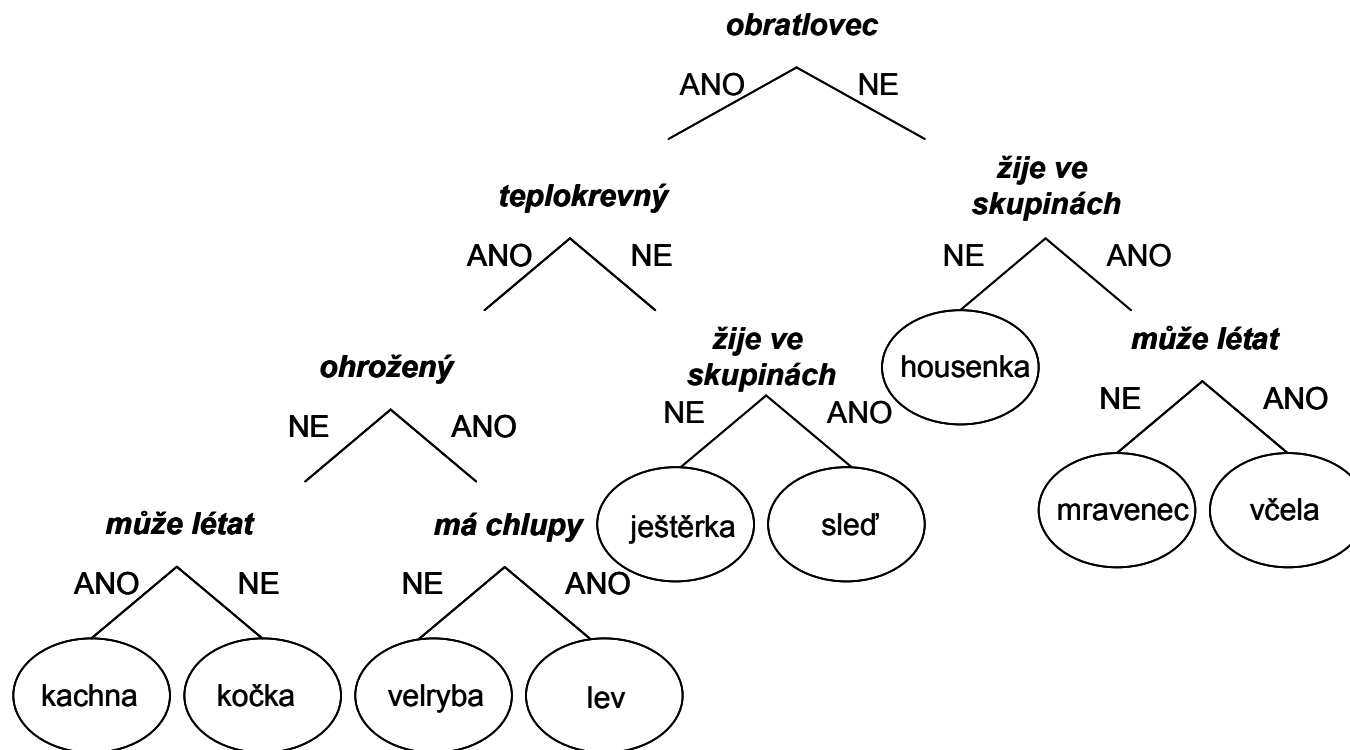 obratlovec
ANO
NE
teplokrevný
žije ve
skupinách
ANO
NE
NE
ANO
ohrožený
žije ve
skupinách
housenka
může létat
NE
ANO
NE
ANO
NE
ANO
může létat
má chlupy
ještěrka
sleď
mravenec
včela
ANO
NE
NE
ANO
kachna
kočka
velryba
lev